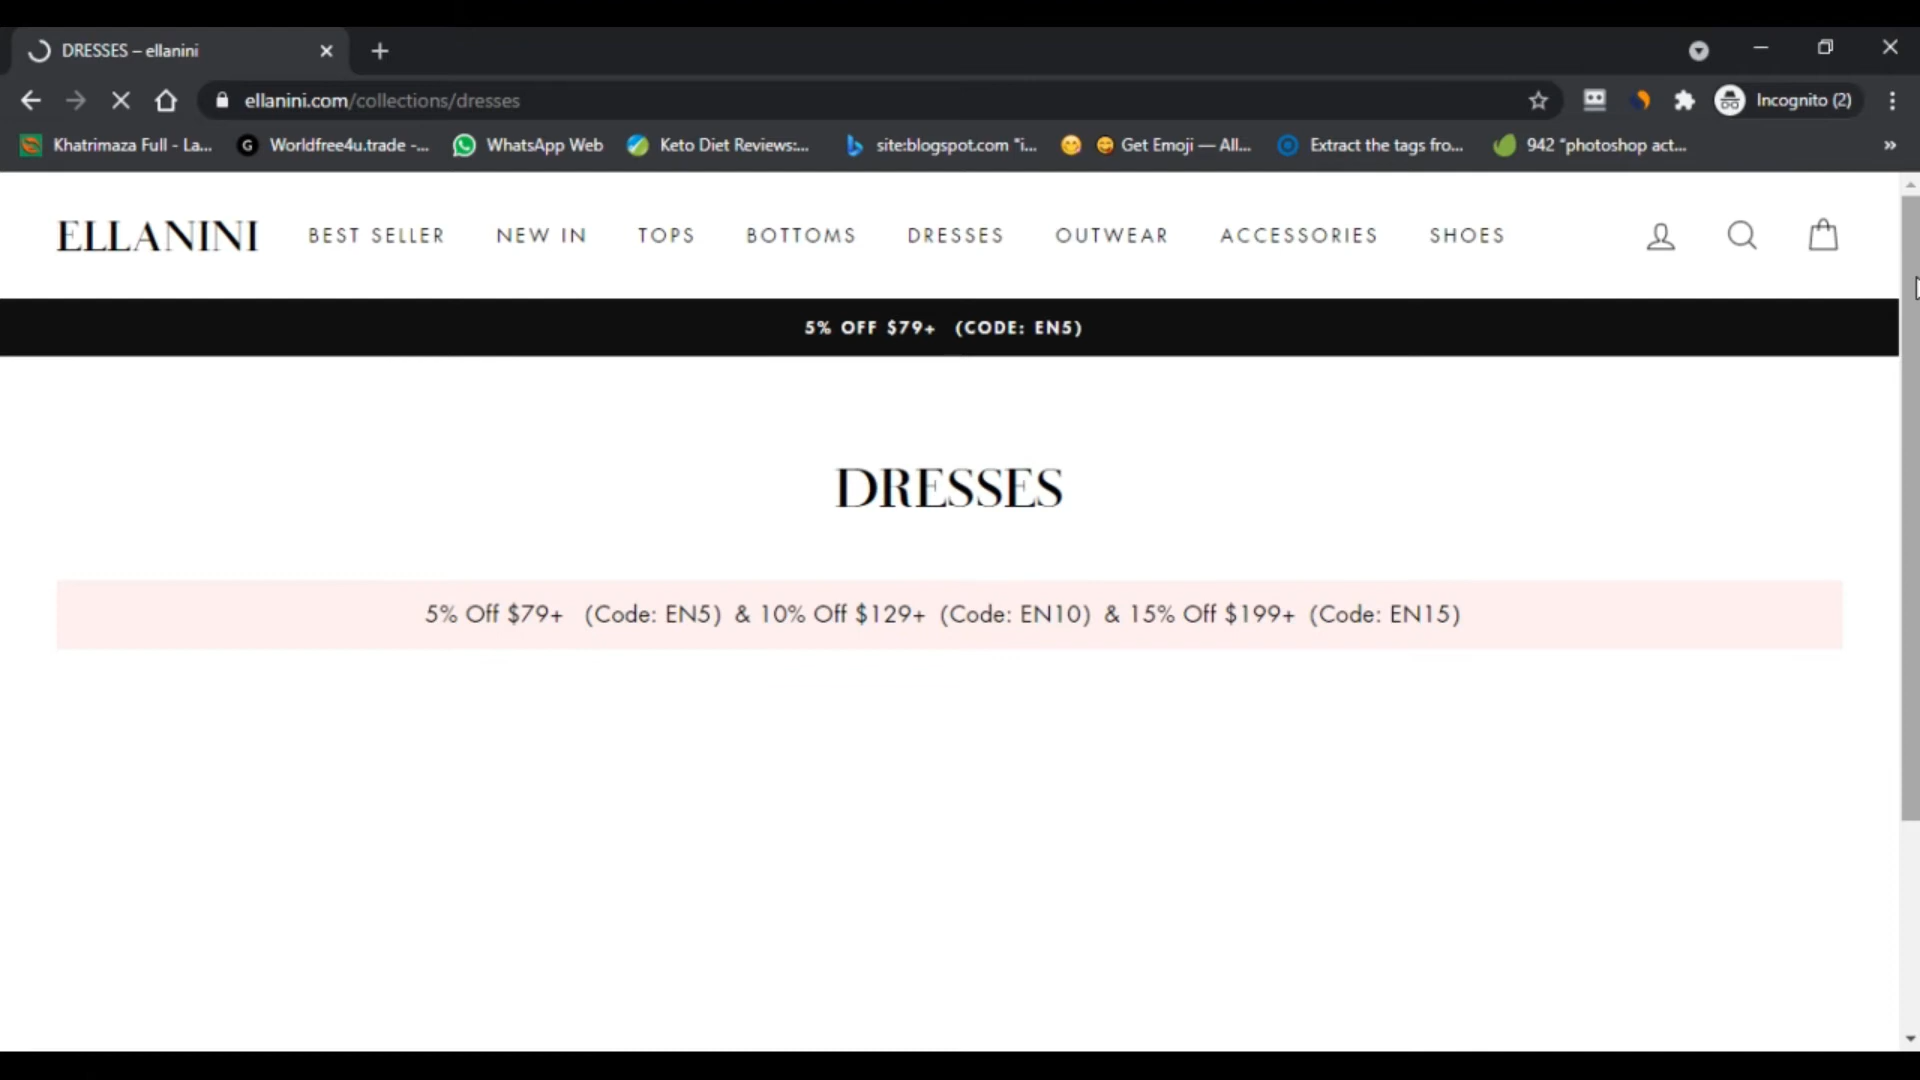 DRESSES – ellanini
ellanini.com/collections/dresses
Incognito (2)
Khatrimaza Full - La...
Worldfree4u.trade -...
WhatsApp Web
Keto Diet Reviews:...
site:blogspot.com "i...
Get Emoji — All...
Extract the tags fro...
942 "photoshop act...
ELLANINI
BEST SELLER
NEW IN
TOPS
BOTTOMS
DRESSES
OUTWEAR
ACCESSORIES
SHOES
5% OFF $79+ (CODE: EN5)
DRESSES
5% Off $79+ (Code: EN5) & 10% Off $129+ (Code: EN10) & 15% Off $199+ (Code: EN15)